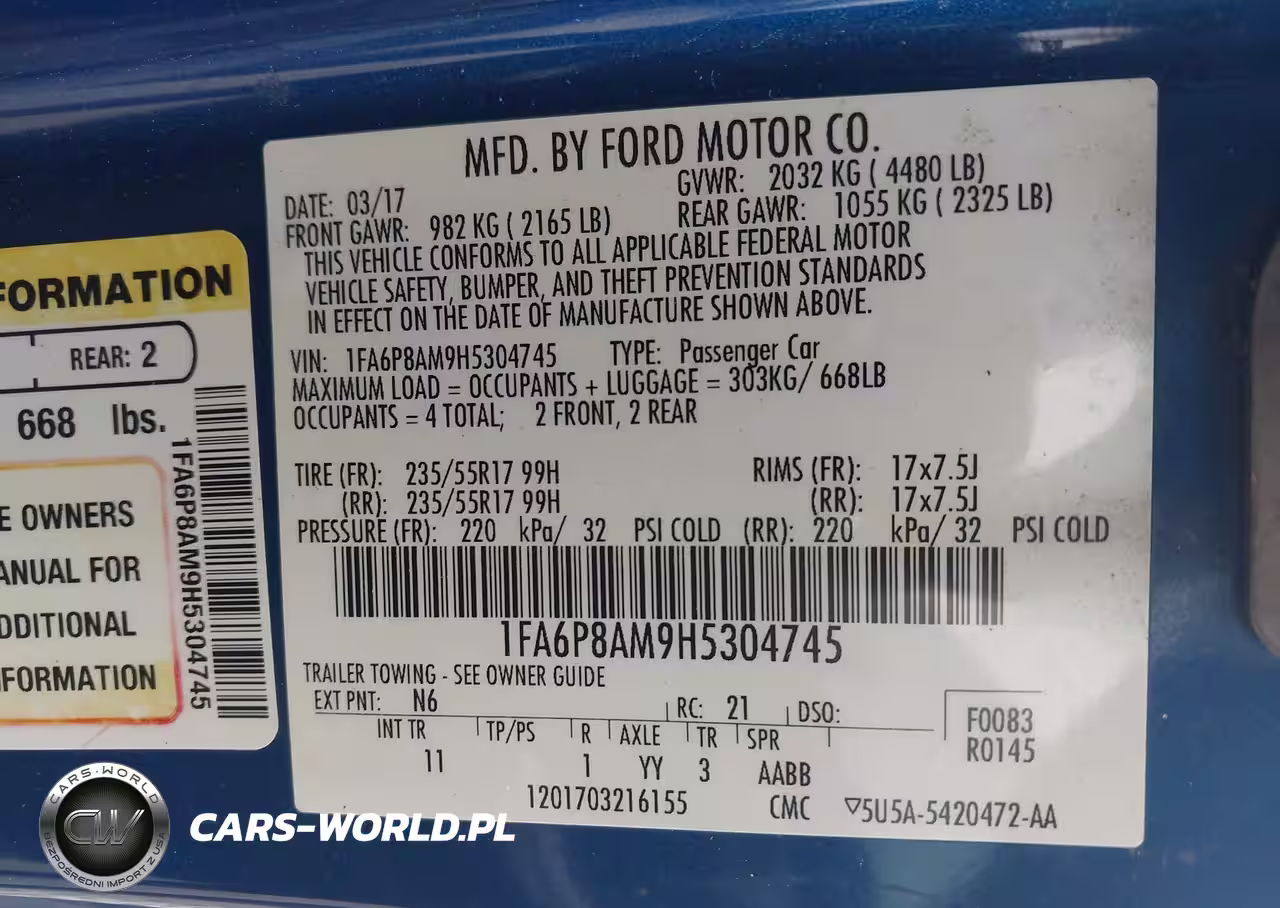 MFD. BY FORD MOTOR CO.
DATE: 03/17
GVWR: 2032 KG ( 4480 LB)
FRONT GAWR: 982 KG ( 2165 LB)
REAR GAWR: 1055 KG ( 2325 LB)
THIS VEHICLE CONFORMS TO ALL APPLICABLE FEDERAL MOTOR
VEHICLE SAFETY, BUMPER, AND THEFT PREVENTION STANDARDS
IN EFFECT ON THE DATE OF MANUFACTURE SHOWN ABOVE.
VIN: 1FA6P8AM9H5304745 TYPE: Passenger Car
MAXIMUM LOAD = OCCUPANTS + LUGGAGE = 303KG/ 668LB
OCCUPANTS = 4 TOTAL; 2 FRONT, 2 REAR
TIRE (FR): 235/55R17 99H RIMS (FR): 17x7.5J
(RR): 235/55R17 99H (RR): 17x7.5J
PRESSURE (FR): 220 kPa/ 32 PSI COLD (RR): 220 kPa/ 32 PSI COLD
1FA6P8AM9H5304745
TRAILER TOWING - SEE OWNER GUIDE
EXT PNT: N6 RC: 21 DSO:
INT TR TP/PS R AXLE TR SPR
11 1 YY 3 AABB
F0083
R0145
1201703216155 CMC ▽5U5A-5420472-AA
FORMATION
REAR: 2
668 lbs.
E OWNERS
ANUAL FOR
DDITIONAL
FORMATION
1FA6P8AM9H5304745
CARS-WORLD
CW
BEZPOŚREDNI IMPORT Z USA
CARS-WORLD.PL